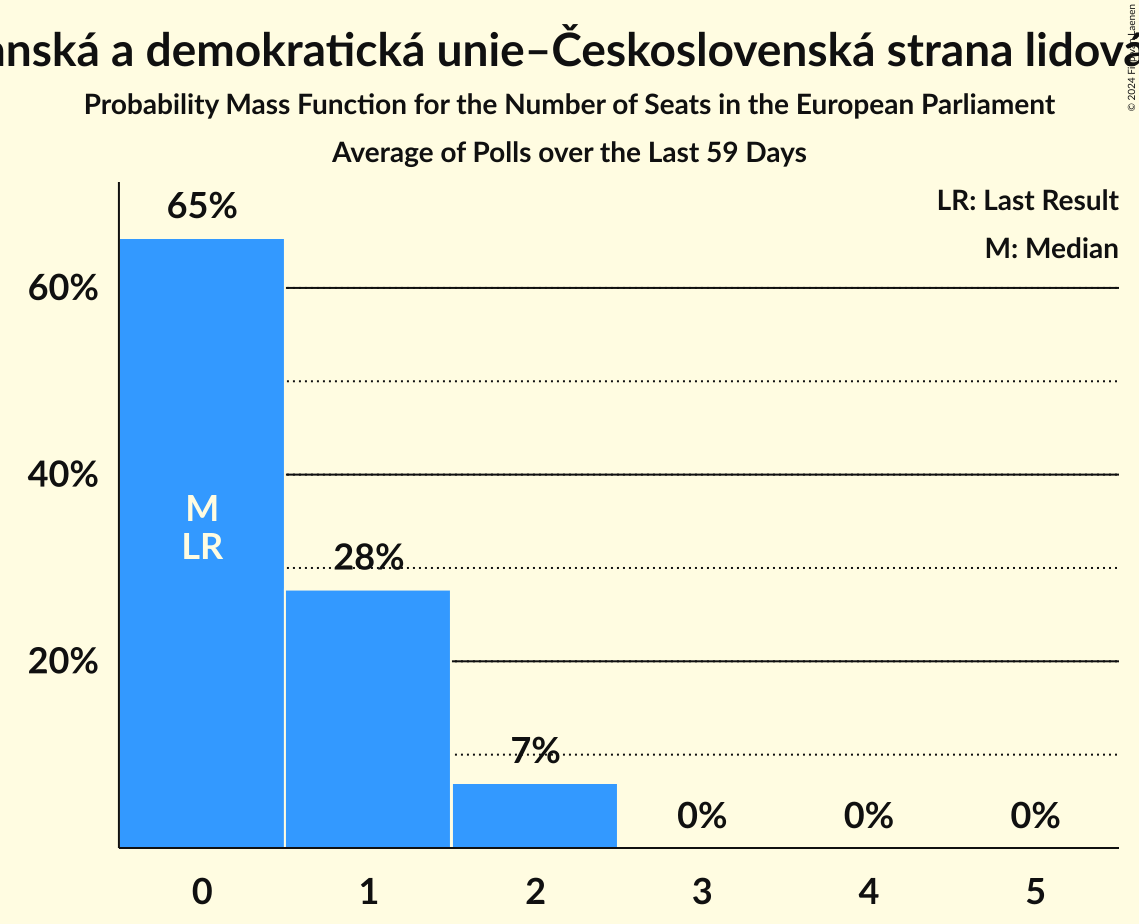 nská a demokratická unie–Československá strana lidov
Probability Mass Function for the Number of Seats in the European Parliament
Average of Polls over the Last 59 Days
LR: Last Result
M: Median
65%
60%
40%
M
LR
28%
20%
7%
0% 0% 0%
0 1 2 3 4 5
© 2024 Filip van Laenen